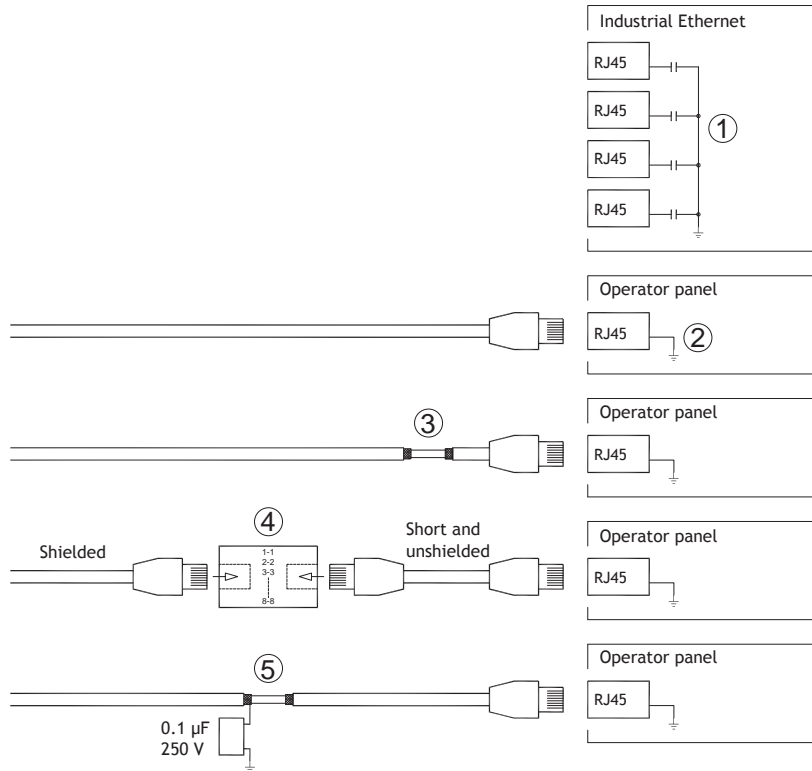 Industrial Ethernet
RJ45
RJ45
1
RJ45
RJ45
Operator panel
RJ45
2
Operator panel
3
RJ45
Operator panel
4
Short and
unshielded
Shielded
1-1
2-2
3-3
8-8
RJ45
Operator panel
5
RJ45
0.1 µF
250 V